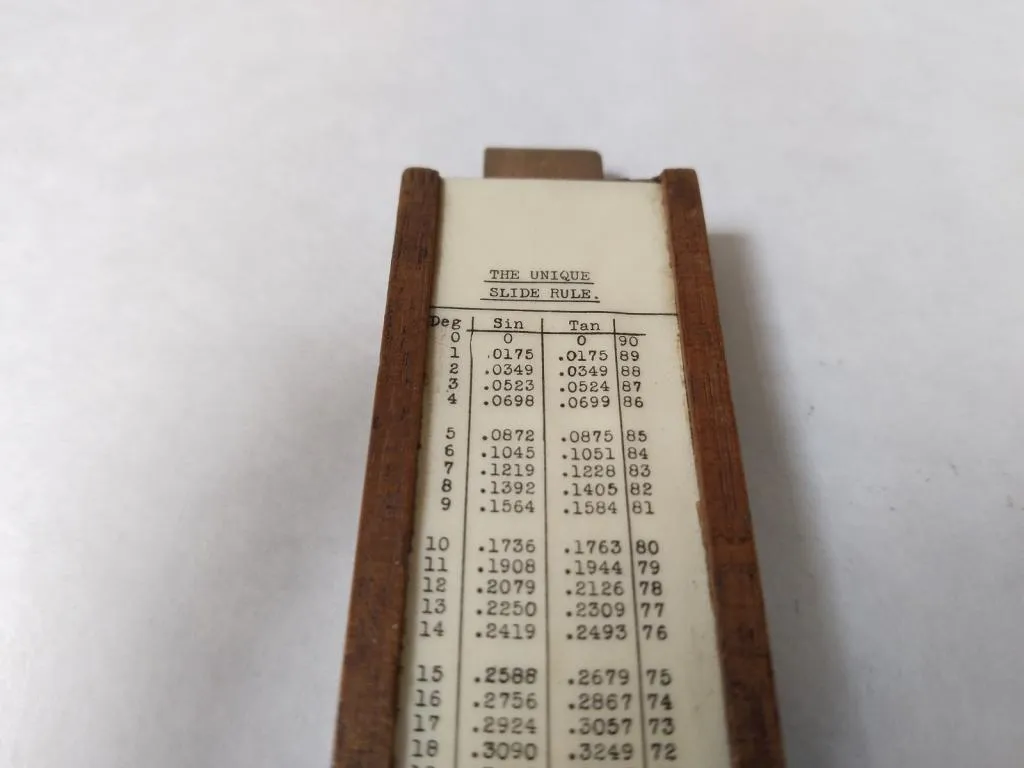 THE UNIQUE
SLIDE RULE.
Deg Sin Tan
0 0 0 90
1 .0175 .0175 89
2 .0349 .0349 88
3 .0523 .0524 87
4 .0698 .0699 86
5 .0872 .0875 85
6 .1045 .1051 84
7 .1219 .1228 83
8 .1392 .1405 82
9 .1564 .1584 81
10 .1736 .1763 80
11 .1908 .1944 79
12 .2079 .2126 78
13 .2250 .2309 77
14 .2419 .2493 76
15 .2588 .2679 75
16 .2756 .2867 74
17 .2924 .3057 73
18 .3090 .3249 72